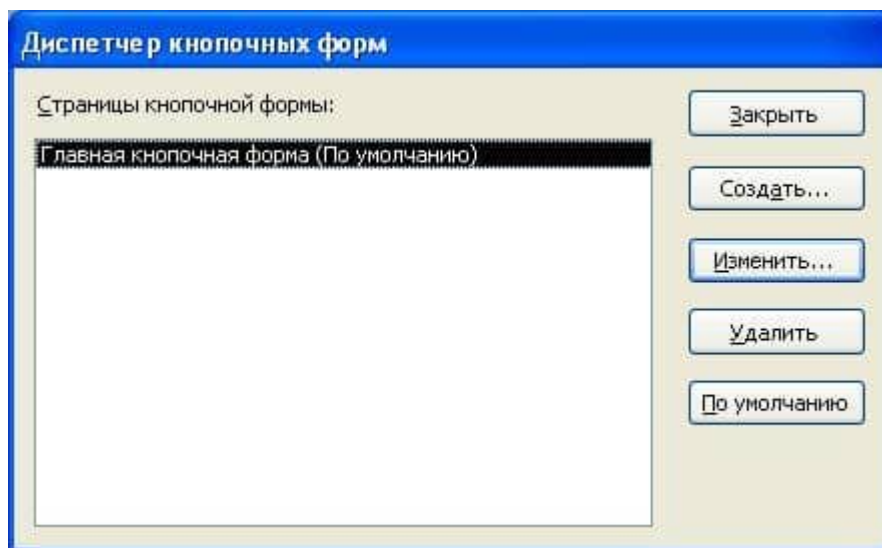 Диспетчер кнопочных форм
Страницы кнопочной формы:
Главная кнопочная форма (По умолчанию)
Закрыть
Создать...
Изменить...
Удалить
По умолчанию